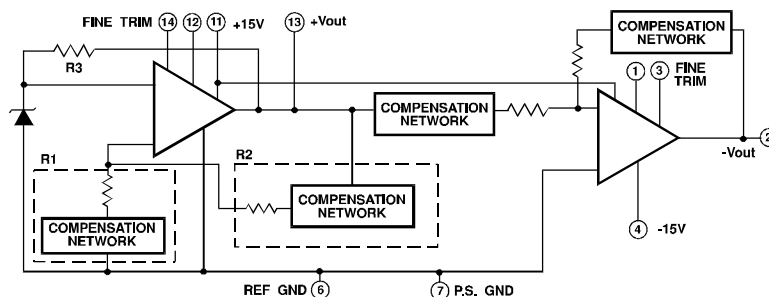 FINE TRIM 14 12 11 +15V 13 +Vout
R3
COMPENSATION
NETWORK
1 3 FINE
TRIM
COMPENSATION
NETWORK
R1
R2
-Vout 2
COMPENSATION
NETWORK
COMPENSATION
NETWORK
4 -15V
REF GND 6 7 P.S. GND